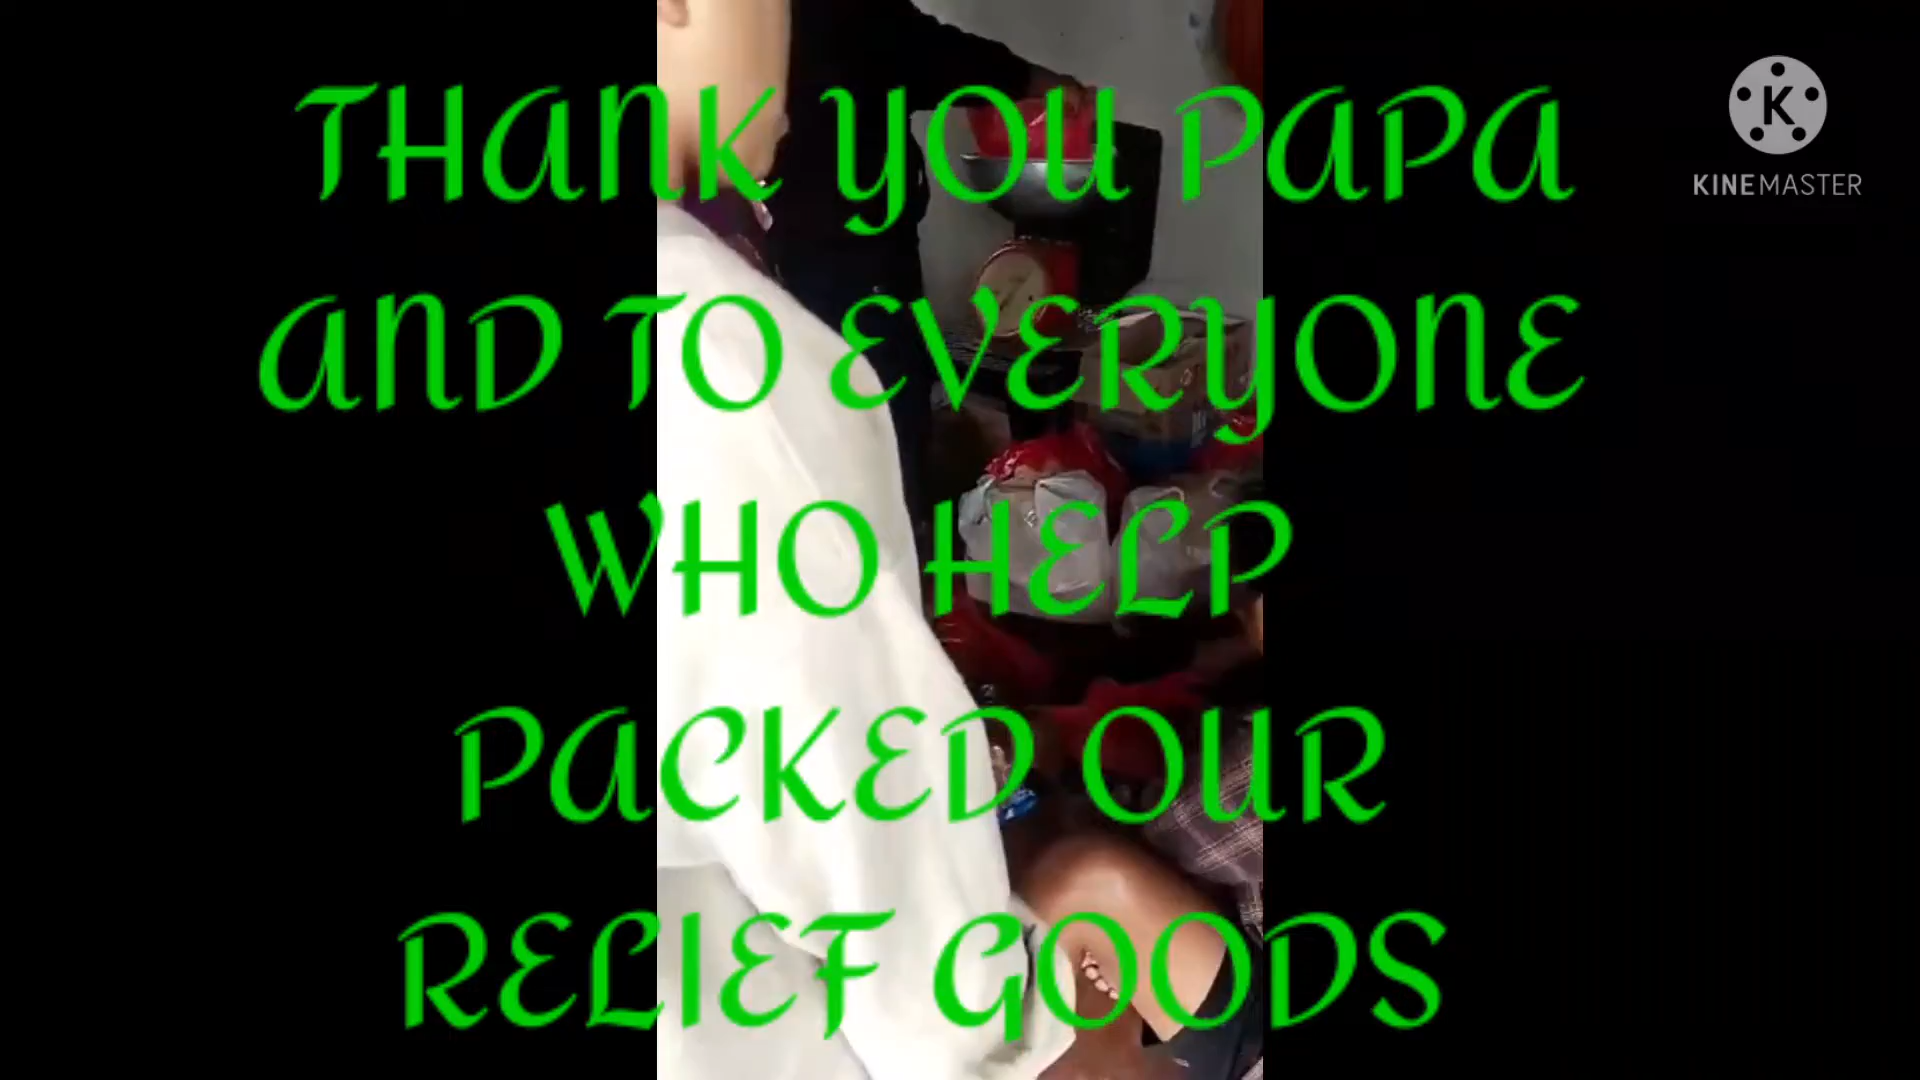 THANK YOU PAPA
AND TO EVERYONE
WHO HELP
PACKED OUR
RELIEF GOODS
K
KINEMASTER